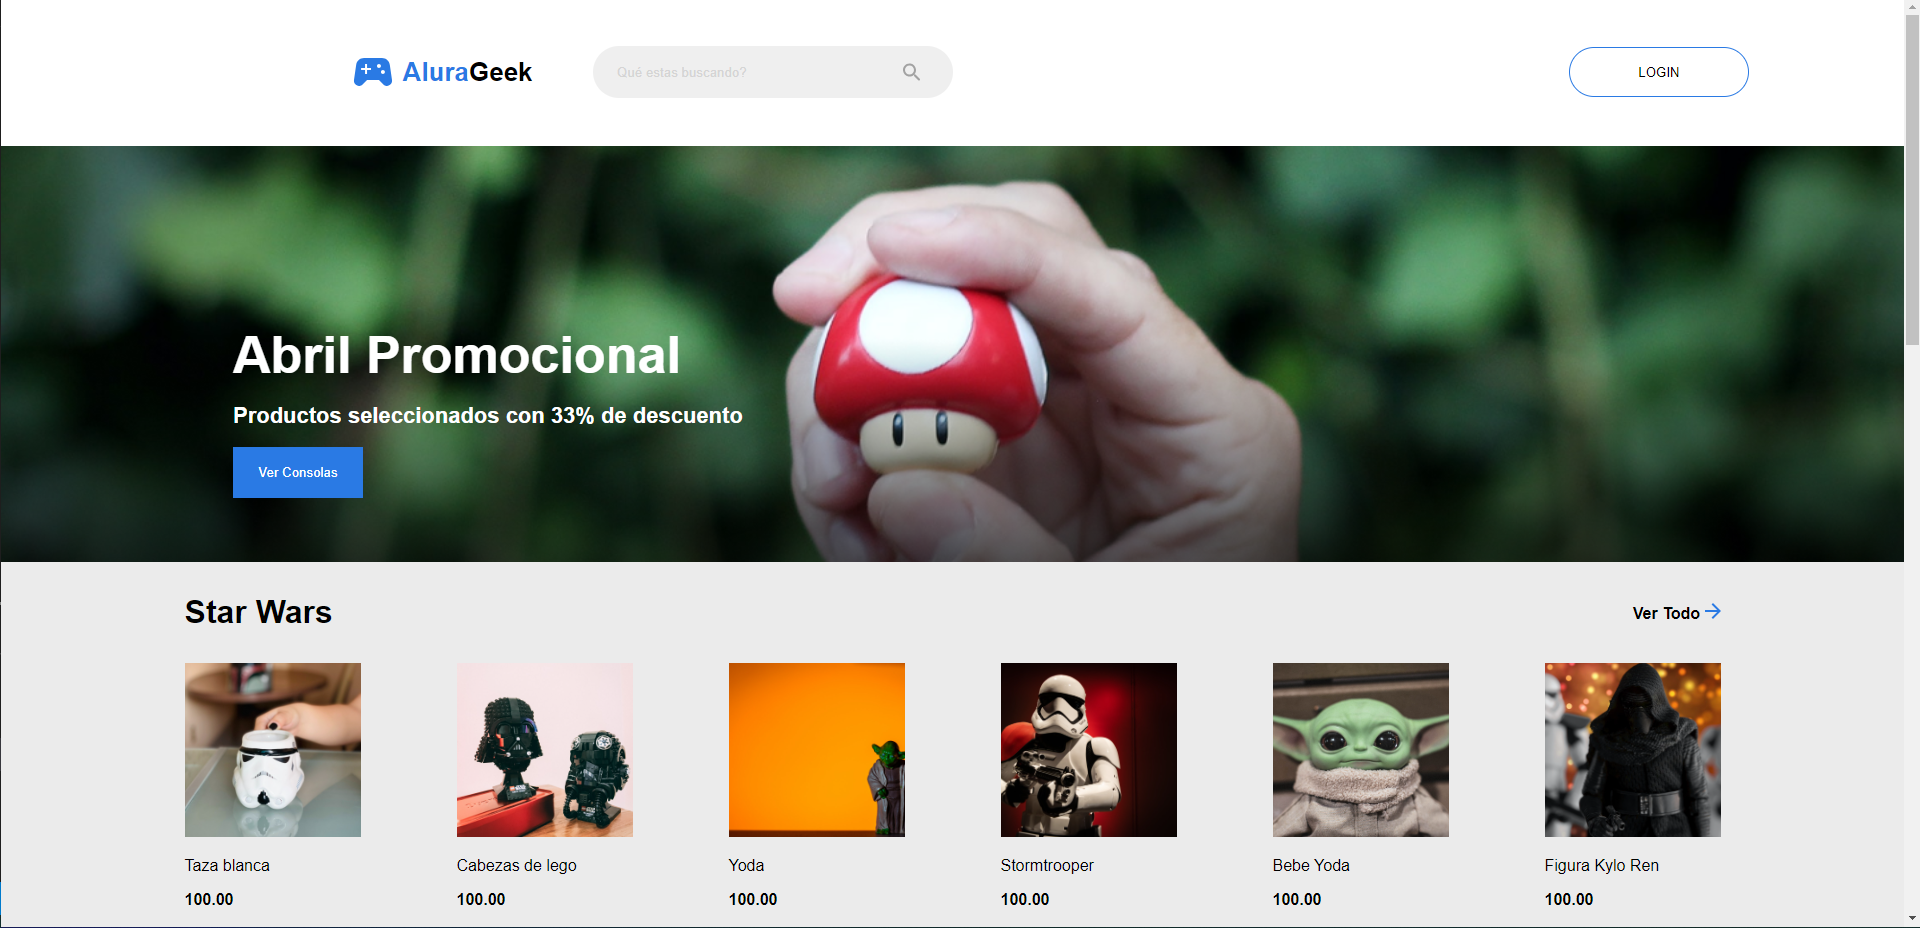 AluraGeek
Qué estas buscando?
LOGIN
Abril Promocional
Productos seleccionados con 33% de descuento
Ver Consolas
Star Wars
Ver Todo
Taza blanca
Cabezas de lego
Yoda
Stormtrooper
Bebe Yoda
Figura Kylo Ren
100.00
100.00
100.00
100.00
100.00
100.00